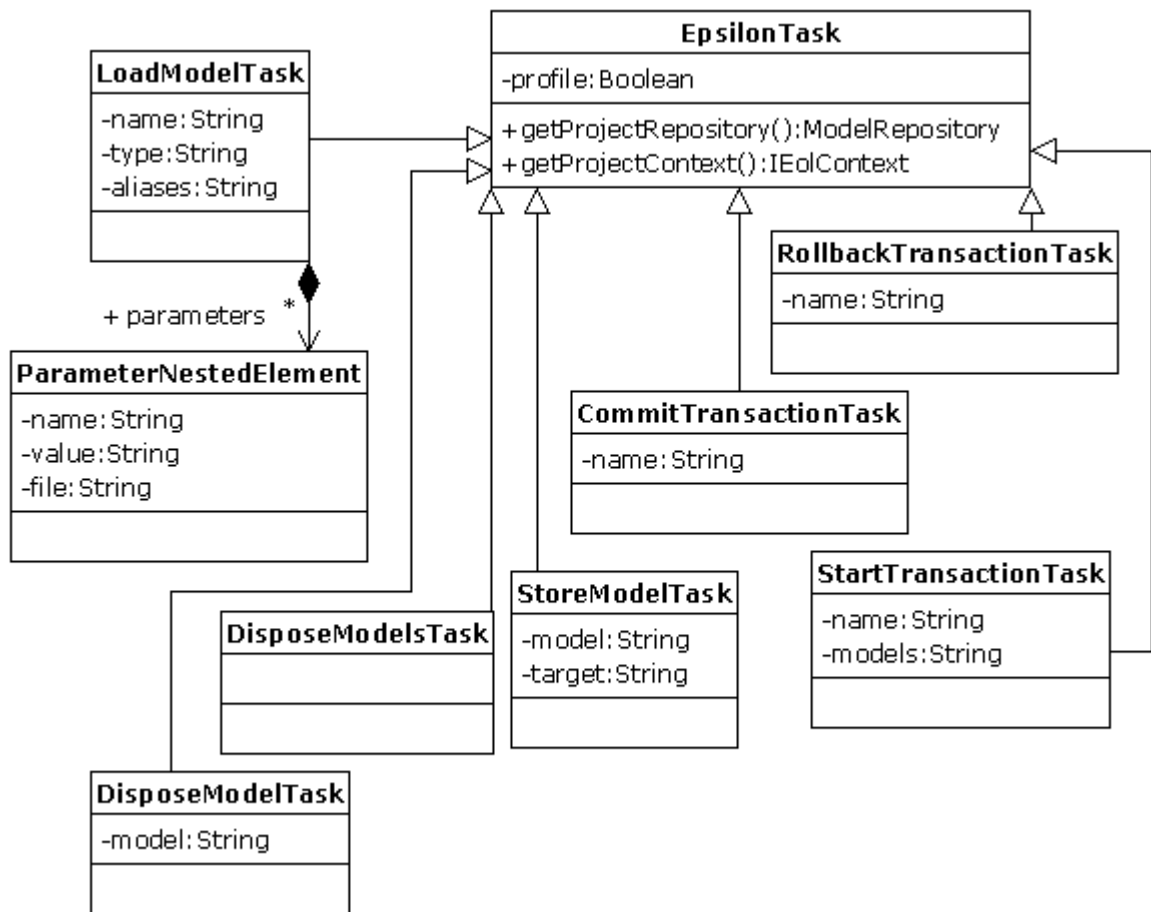 EpsilonTask
-profile:Boolean
+getProjectRepository():ModelRepository
+getProjectContext():IEolContext
LoadModelTask
-name:String
-type:String
-aliases:String
+ parameters
*
ParameterNestedElement
-name:String
-value:String
-file:String
RollbackTransactionTask
-name:String
CommitTransactionTask
-name:String
StartTransactionTask
-name:String
-models:String
StoreModelTask
-model:String
-target:String
DisposeModelsTask
DisposeModelTask
-model:String